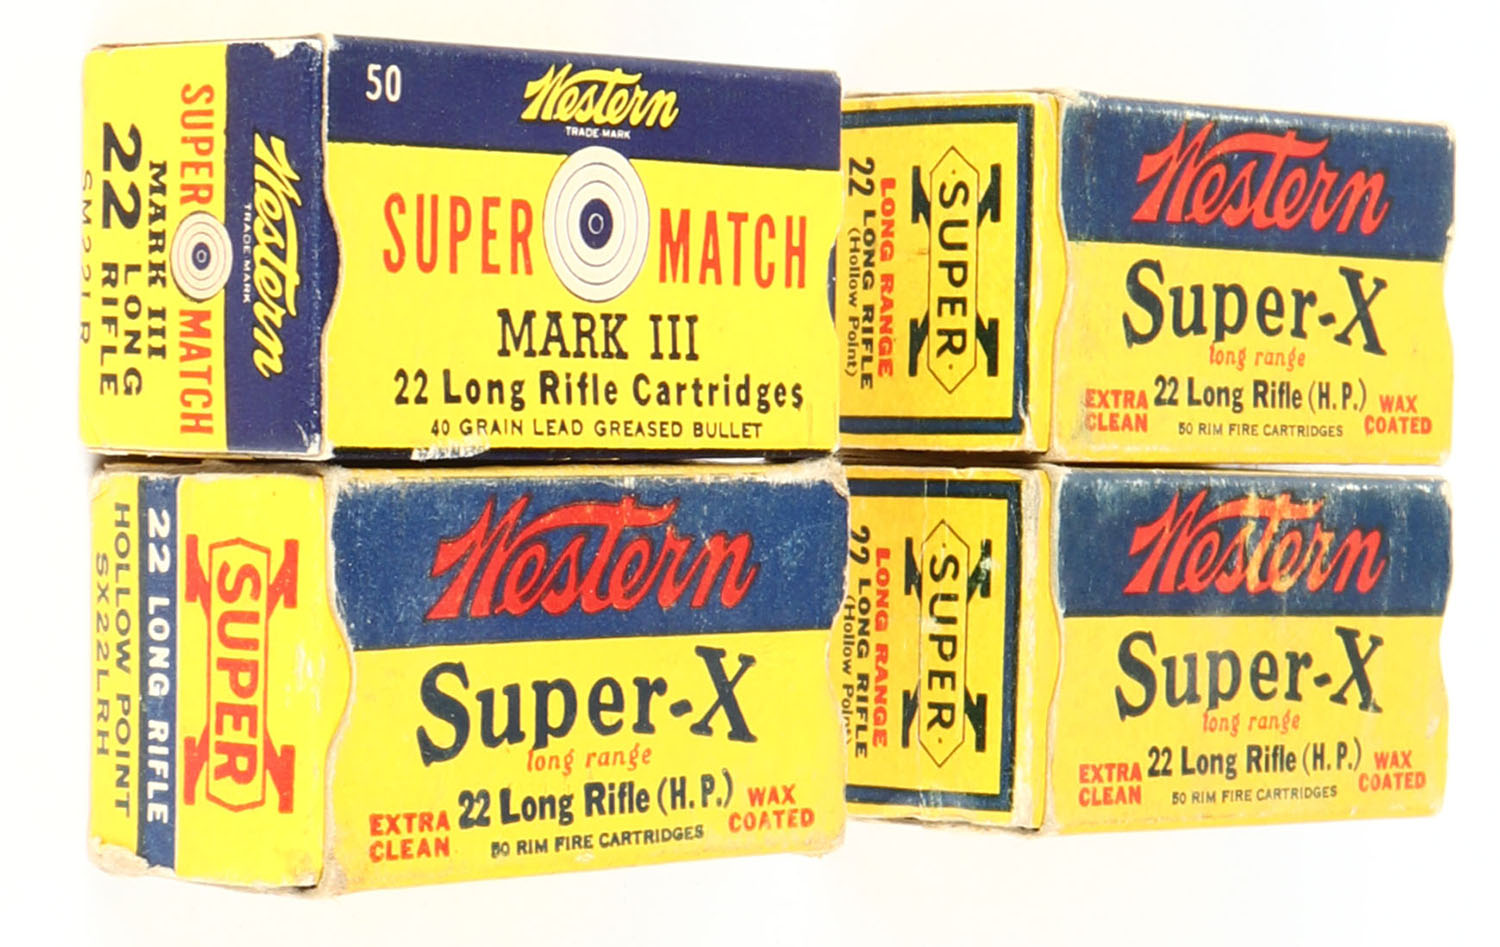 SUPER MATCH
MARK III
22 LONG RIFLE
SM22LR
Western
TRADE-MARK
50
Western
TRADE-MARK
SUPER MATCH
MARK III
22 Long Rifle Cartridges
40 GRAIN LEAD GREASED BULLET
X
SUPER
LONG RANGE
22 LONG RIFLE
(Hollow Point)
Western
Super-X
long range
EXTRA CLEAN
22 Long Rifle (H.P.)
50 RIM FIRE CARTRIDGES
WAX COATED
X
SUPER
22 LONG RIFLE
HOLLOW POINT
SX22LRH
Western
Super-X
long range
EXTRA CLEAN
22 Long Rifle (H.P.)
50 RIM FIRE CARTRIDGES
WAX COATED
X
SUPER
LONG RANGE
22 LONG RIFLE
(Hollow Point)
Western
Super-X
long range
EXTRA CLEAN
22 Long Rifle (H.P.)
50 RIM FIRE CARTRIDGES
WAX COATED